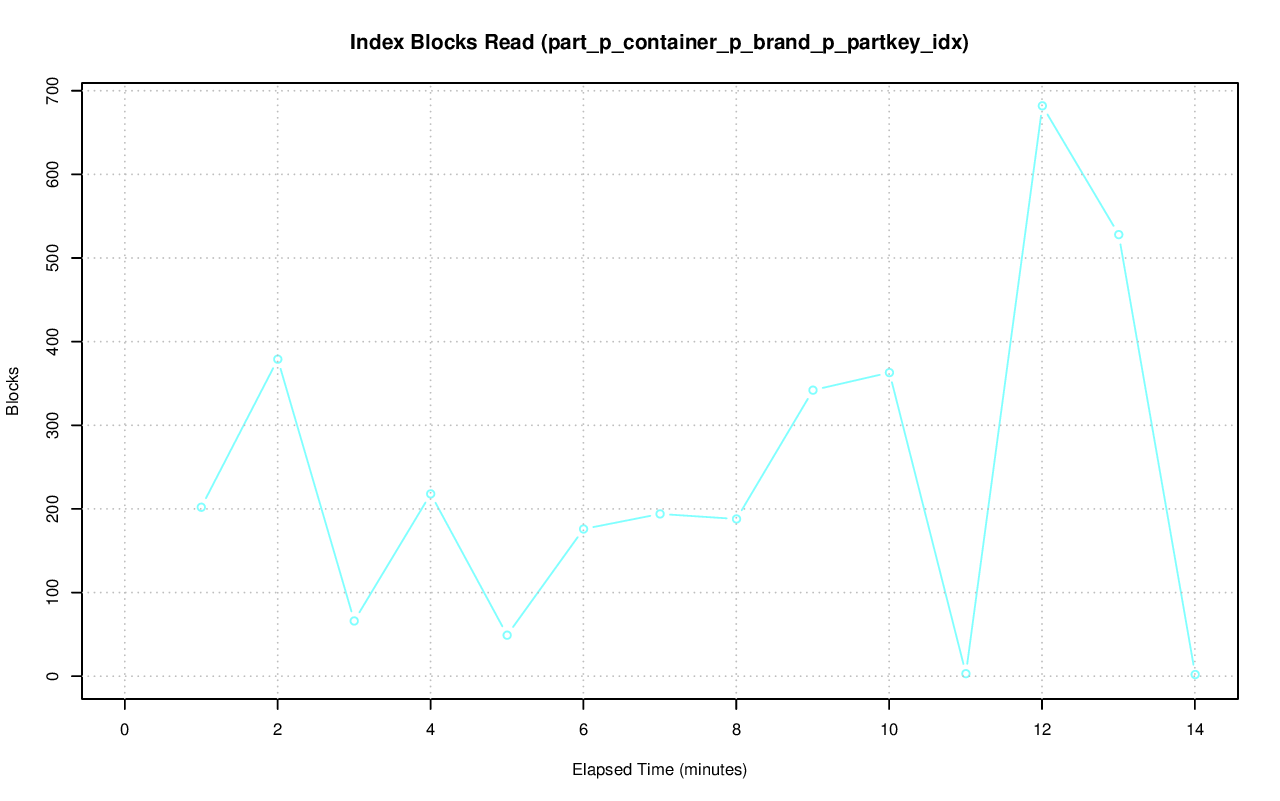 Index Blocks Read (part_p_container_p_brand_p_partkey_idx)
700
600
500
400
300
200
100
0
Blocks
0 2 4 6 8 10 12 14
Elapsed Time (minutes)